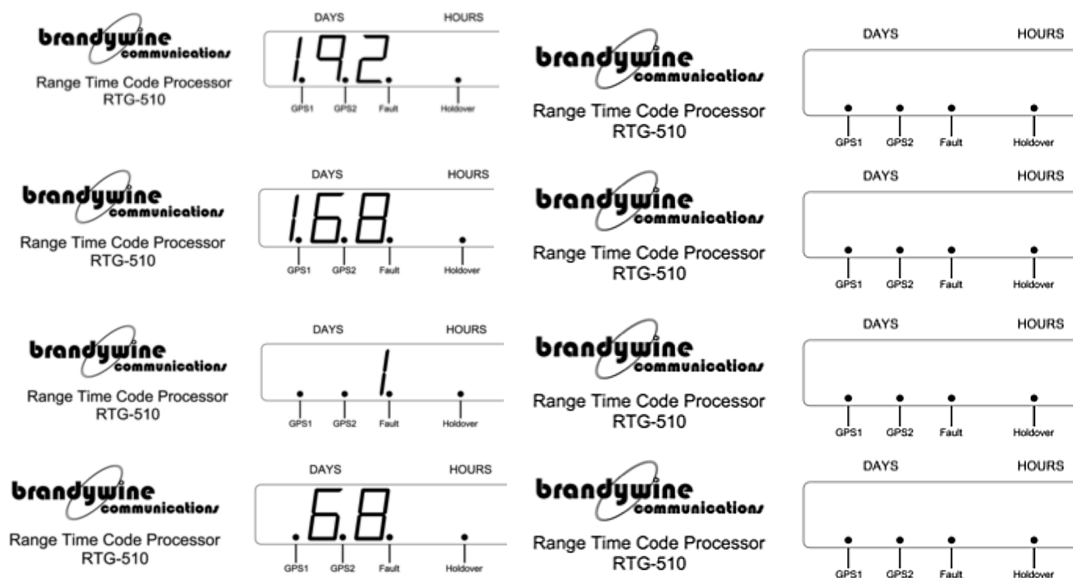 DAYS HOURS
brandywine
communications
1.9.2.
Range Time Code Processor
RTG-510
GPS1 GPS2 Fault Holdover
DAYS HOURS
brandywine
communications
Range Time Code Processor
RTG-510
GPS1 GPS2 Fault Holdover
DAYS HOURS
brandywine
communications
1.6.8.
Range Time Code Processor
RTG-510
GPS1 GPS2 Fault Holdover
DAYS HOURS
brandywine
communications
Range Time Code Processor
RTG-510
GPS1 GPS2 Fault Holdover
DAYS HOURS
brandywine
communications
. . 1.
Range Time Code Processor
RTG-510
GPS1 GPS2 Fault Holdover
DAYS HOURS
brandywine
communications
Range Time Code Processor
RTG-510
GPS1 GPS2 Fault Holdover
DAYS HOURS
brandywine
communications
.6.8.
Range Time Code Processor
RTG-510
GPS1 GPS2 Fault Holdover
DAYS HOURS
brandywine
communications
Range Time Code Processor
RTG-510
GPS1 GPS2 Fault Holdover